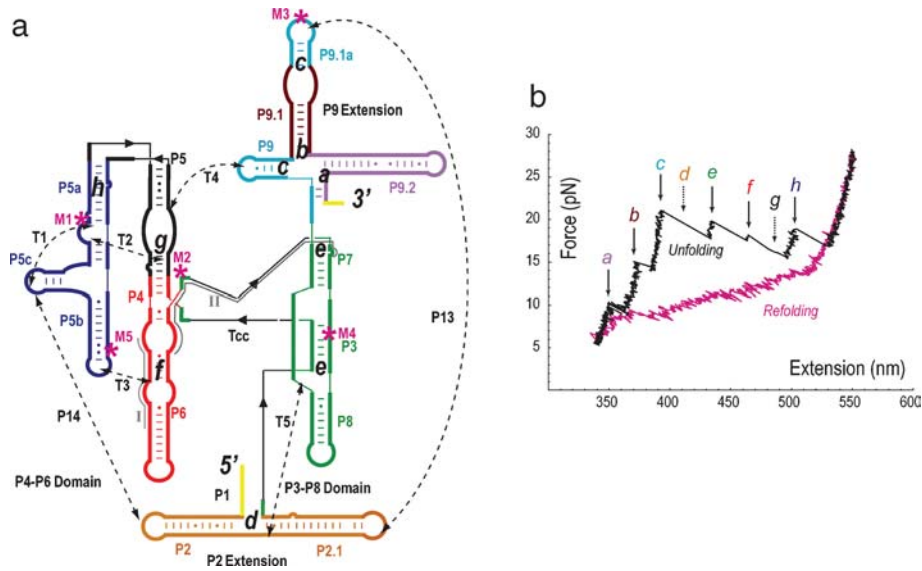 a
M3
P9.1a
c
P9.1
P9 Extension
b
P5
P9
c
T4
a
P9.2
3'
P5a
h
M1
T1
T2
g
M2
P5c
P4
II
e
P7
P13
Tcc
M4
P3
e
P5b
M5
T3
f
I
P6
P14
T5
P8
5'
P1
P4-P6 Domain
P3-P8 Domain
d
P2
P2.1
P2 Extension
b
Force (pN)
30
25
20
15
10
5
a
b
c
d
e
f
g
h
Unfolding
Refolding
Extension (nm)
350
400
450
500
550
600